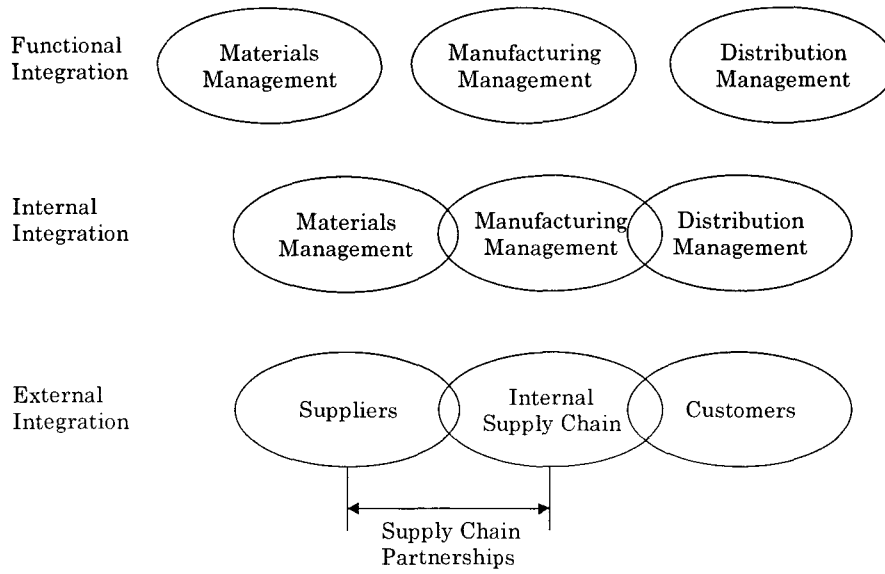 Functional
Integration
Materials
Management
Manufacturing
Management
Distribution
Management
Internal
Integration
Materials
Management
Manufacturing
Management
Distribution
Management
External
Integration
Suppliers
Internal
Supply Chain
Customers
Supply Chain
Partnerships